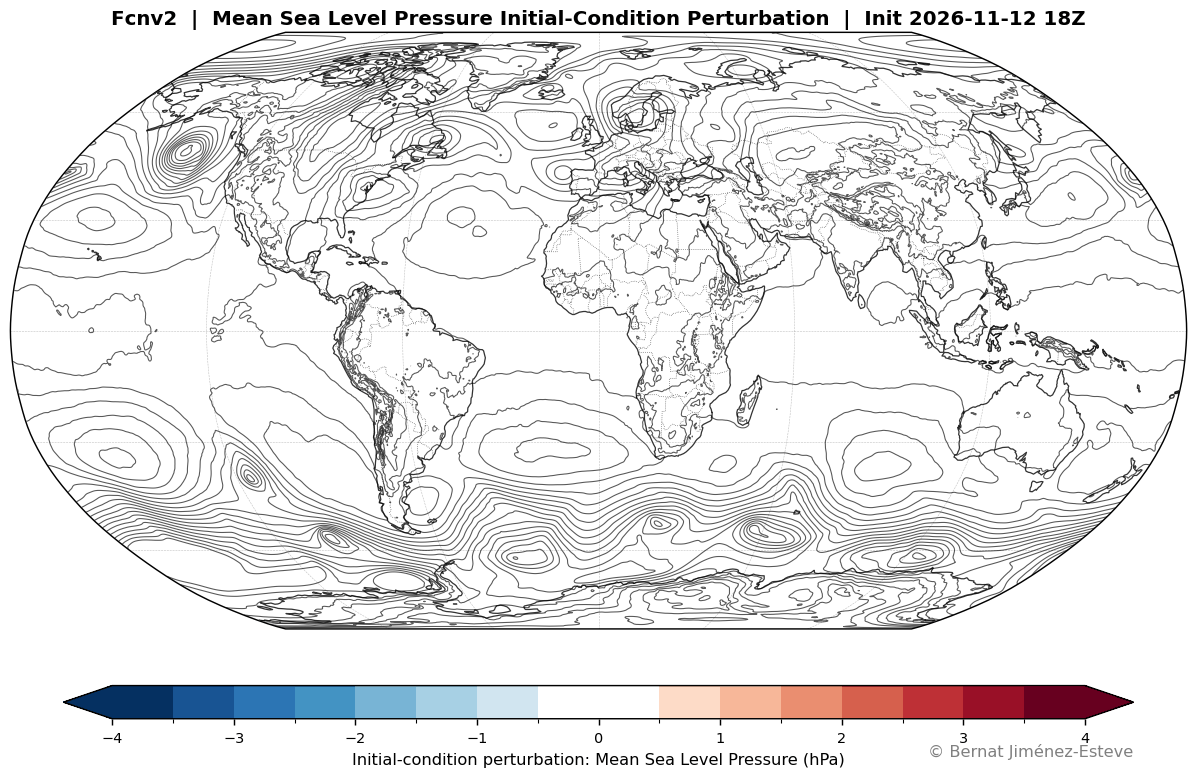 Fcnv2 | Mean Sea Level Pressure Initial-Condition Perturbation | Init 2026-11-12 18Z
−4 −3 −2 −1 0 1 2 3 4
© Bernat Jiménez-Esteve
Initial-condition perturbation: Mean Sea Level Pressure (hPa)